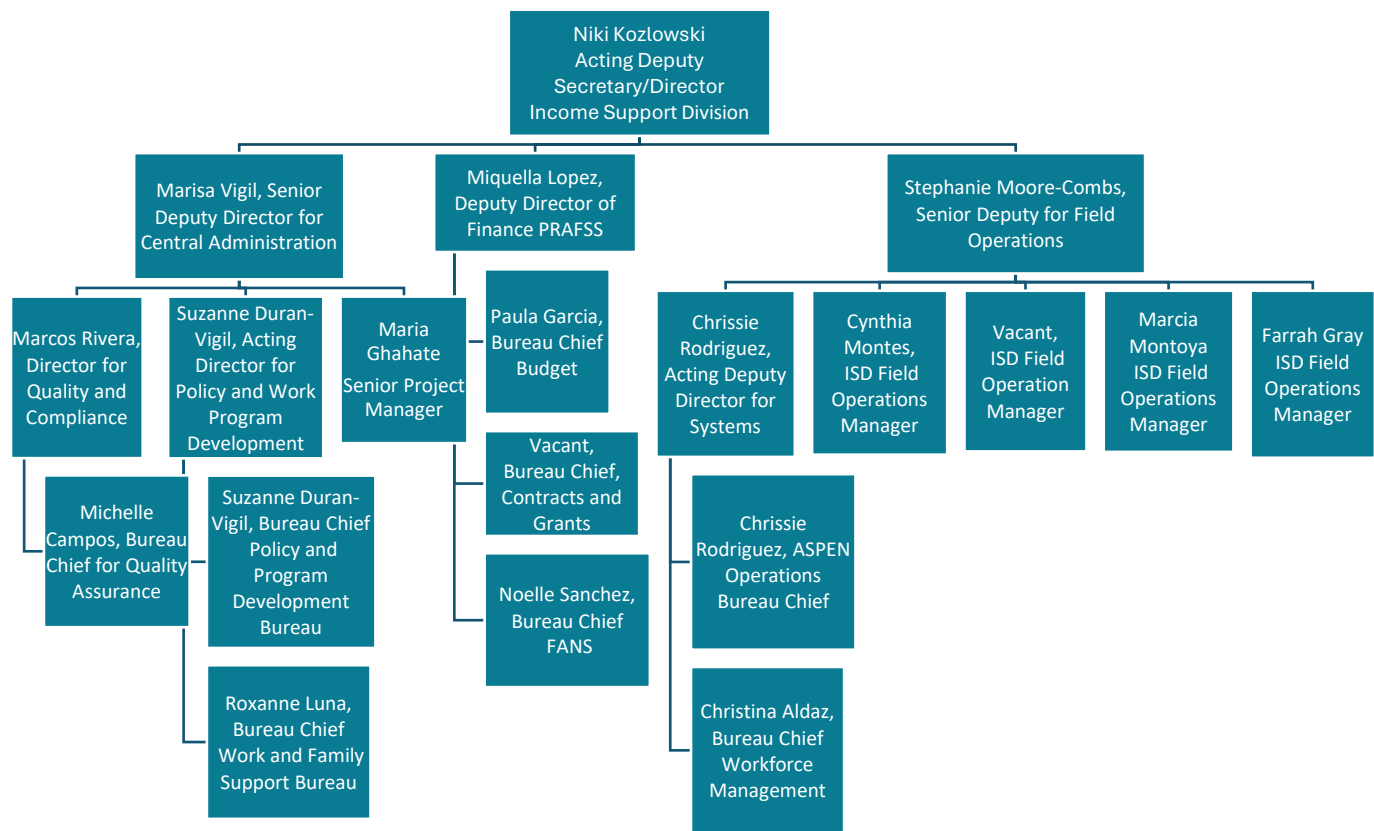 Niki Kozlowski
Acting Deputy
Secretary/Director
Income Support Division
Marisa Vigil, Senior
Deputy Director for
Central Administration
Miquella Lopez,
Deputy Director of
Finance PRAFSS
Stephanie Moore-Combs,
Senior Deputy for Field
Operations
Marcos Rivera,
Director for
Quality and
Compliance
Suzanne Duran-
Vigil, Acting
Director for
Policy and Work
Program
Development
Maria
Ghahate
Senior Project
Manager
Paula Garcia,
Bureau Chief
Budget
Chrissie
Rodriguez,
Acting Deputy
Director for
Systems
Cynthia
Montes,
ISD Field
Operations
Manager
Vacant,
ISD Field
Operation
Manager
Marcia
Montoya
ISD Field
Operations
Manager
Farrah Gray
ISD Field
Operations
Manager
Michelle
Campos, Bureau
Chief for Quality
Assurance
Suzanne Duran-
Vigil, Bureau Chief
Policy and
Program
Development
Bureau
Vacant,
Bureau Chief,
Contracts and
Grants
Chrissie
Rodriguez, ASPEN
Operations
Bureau Chief
Noelle Sanchez,
Bureau Chief
FANS
Roxanne Luna,
Bureau Chief
Work and Family
Support Bureau
Christina Aldaz,
Bureau Chief
Workforce
Management